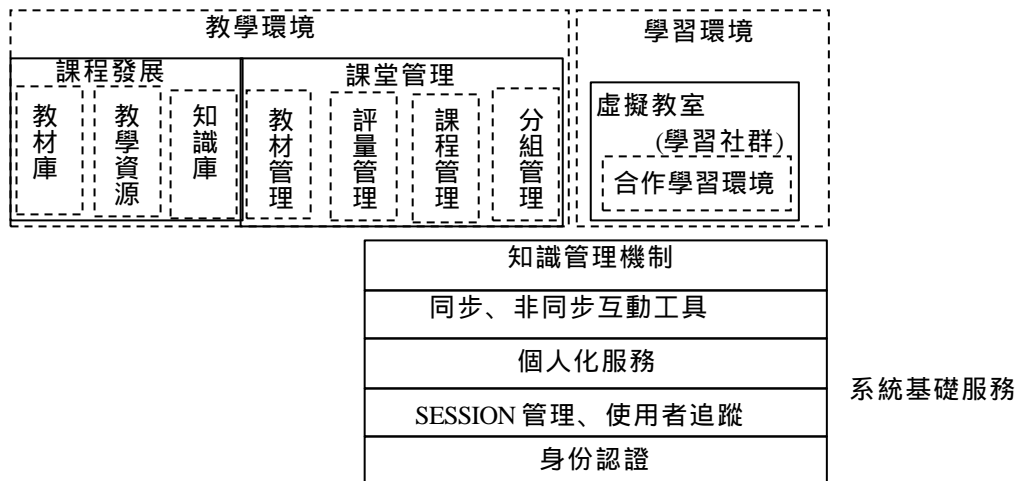 教學環境
學習環境
課程發展
課堂管理
教材庫
教學資源
知識庫
教材管理
評量管理
課程管理
分組管理
虛擬教室
(學習社群)
合作學習環境
知識管理機制
同步、非同步互動工具
個人化服務
SESSION 管理、使用者追蹤
身份認證
系統基礎服務